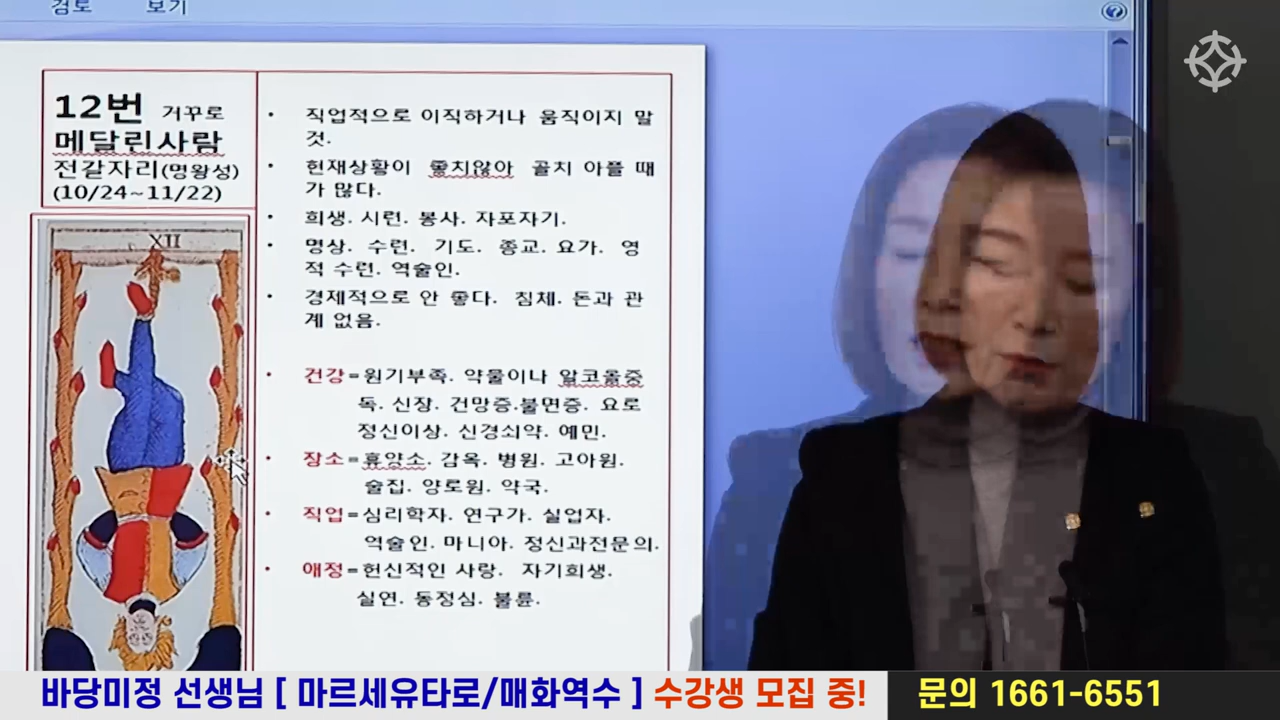 검토 보기
12번 거꾸로
메달린사람
전갈자리(명왕성)
(10/24~11/22)
XII
• 직업적으로 이직하거나 움직이지 말
것.
• 현재상황이 좋치않아 골치 아플 때
가 많다.
• 희생. 시련. 봉사. 자포자기.
• 명상. 수련. 기도. 종교. 요가. 영
적 수련. 역술인.
• 경제적으로 안 좋다. 침체. 돈과 관
계 없음.
• 건강=원기부족. 약물이나 알코올중
독. 신장. 건망증.불면증. 요로
정신이상. 신경쇠약. 예민.
• 장소=휴양소. 감옥. 병원. 고아원.
술집. 양로원. 약국.
• 직업=심리학자. 연구가. 실업자.
역술인. 마니아. 정신과전문의.
• 애정=헌신적인 사랑. 자기희생.
실연. 동정심. 불륜.
바당미정 선생님 [ 마르세유타로/매화역수 ] 수강생 모집 중!
문의 1661-6551